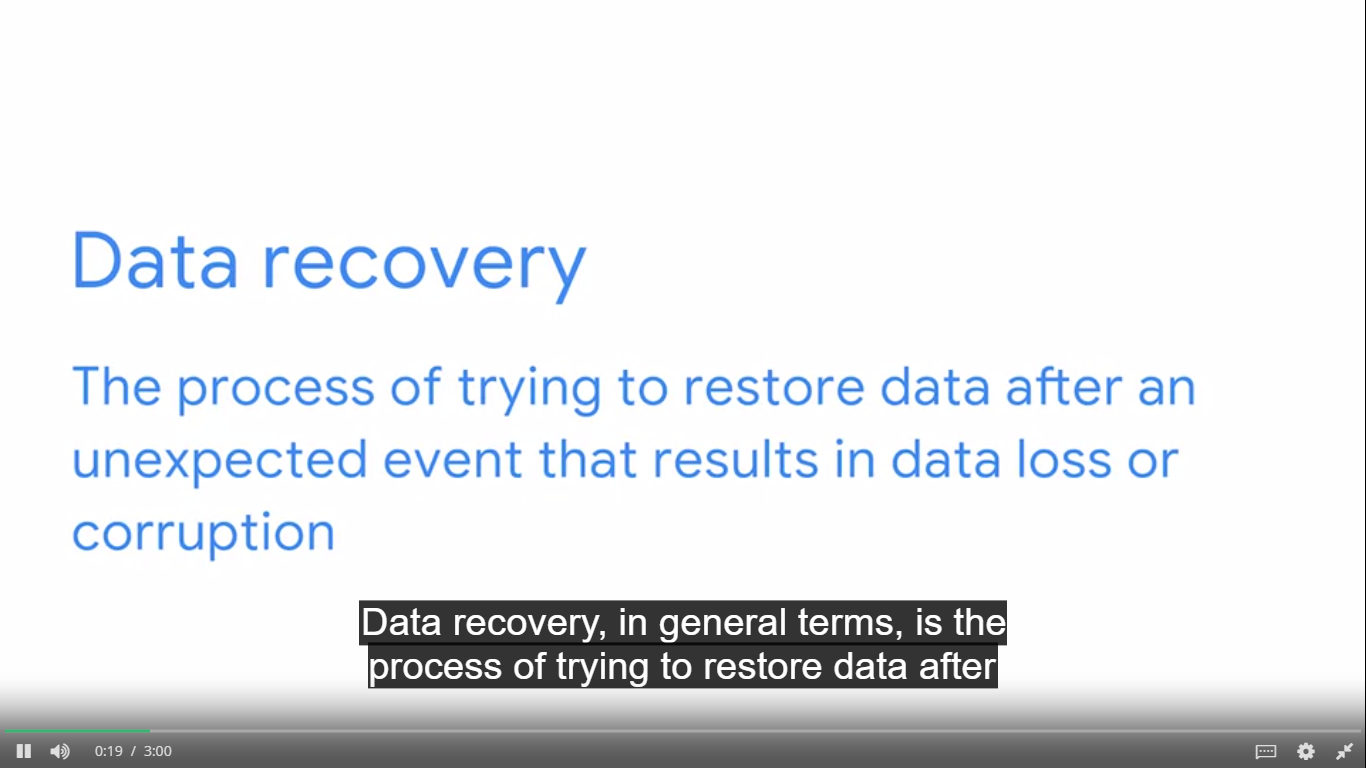 Data recovery
The process of trying to restore data after an
unexpected event that results in data loss or
corruption
Data recovery, in general terms, is the
process of trying to restore data after
0:19 / 3:00